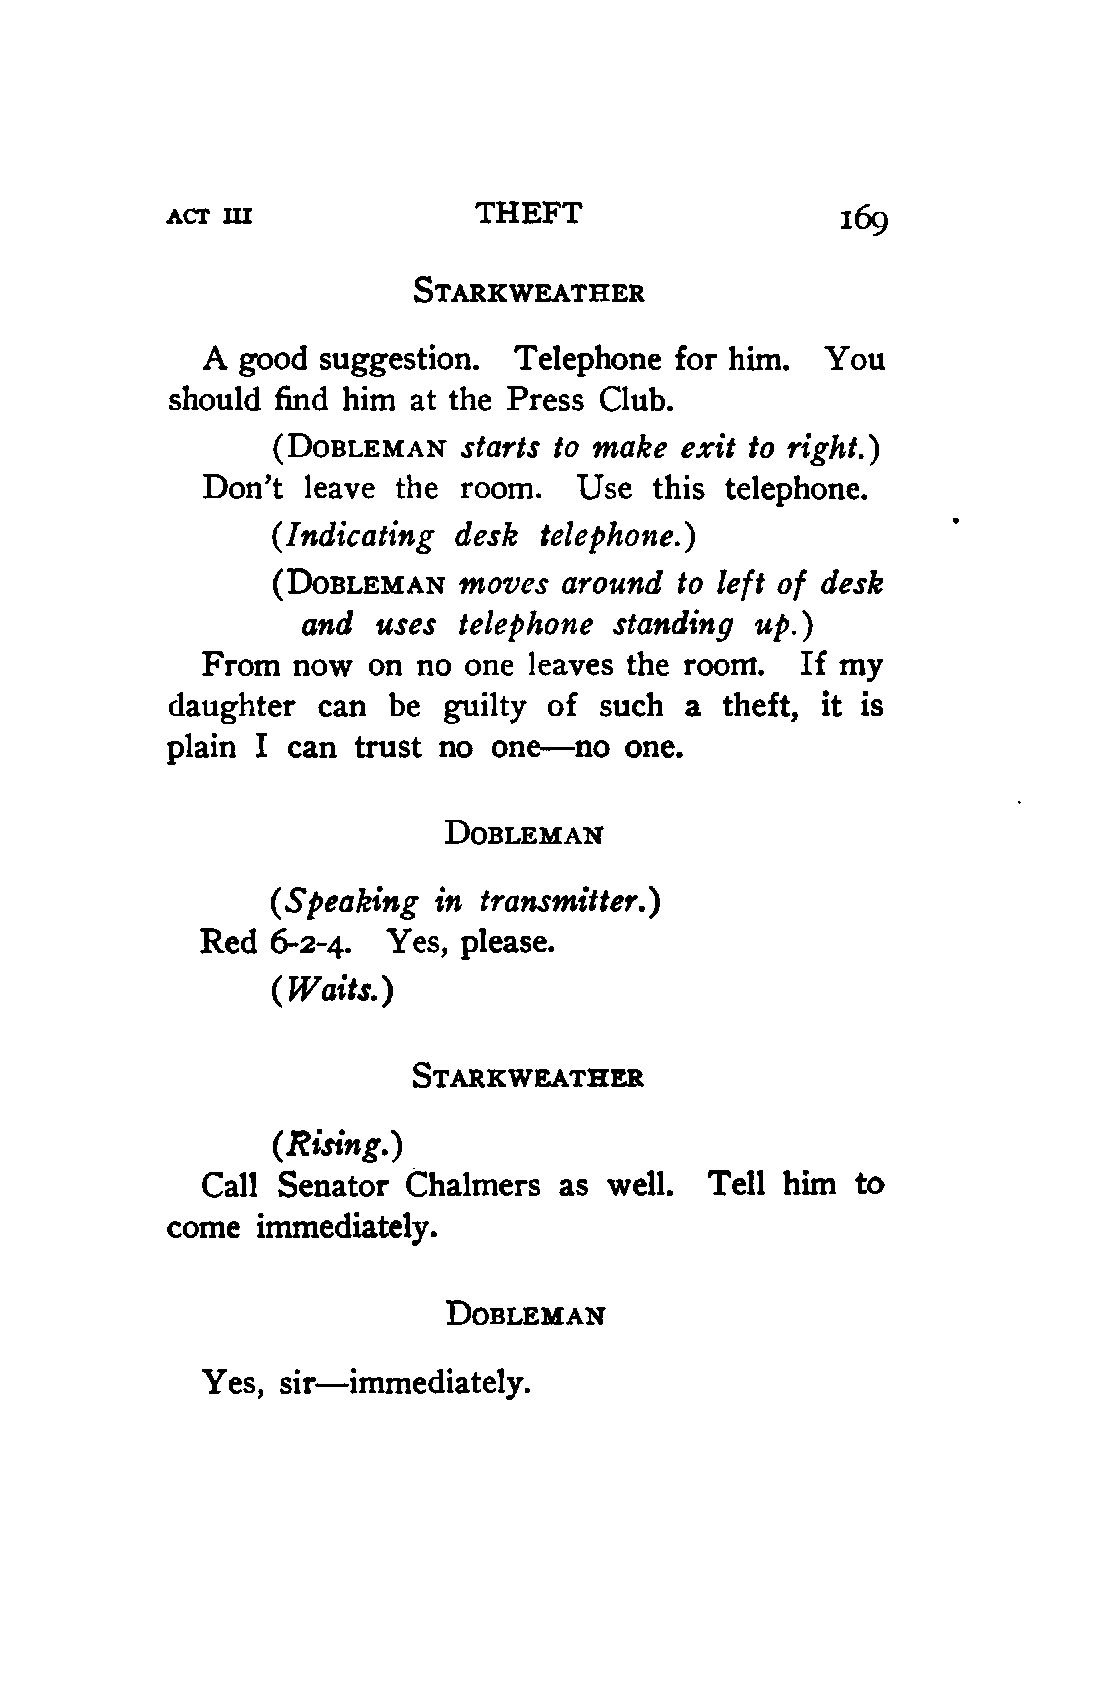 ACT III THEFT 169
STARKWEATHER
A good suggestion. Telephone for him. You
should find him at the Press Club.
(DOBLEMAN starts to make exit to right.)
Don't leave the room. Use this telephone.
(Indicating desk telephone.)
(DOBLEMAN moves around to left of desk
and uses telephone standing up.)
From now on no one leaves the room. If my
daughter can be guilty of such a theft, it is
plain I can trust no one—no one.
DOBLEMAN
(Speaking in transmitter.)
Red 6-2-4. Yes, please.
(Waits.)
STARKWEATHER
(Rising.)
Call Senator Chalmers as well. Tell him to
come immediately.
DOBLEMAN
Yes, sir—immediately.